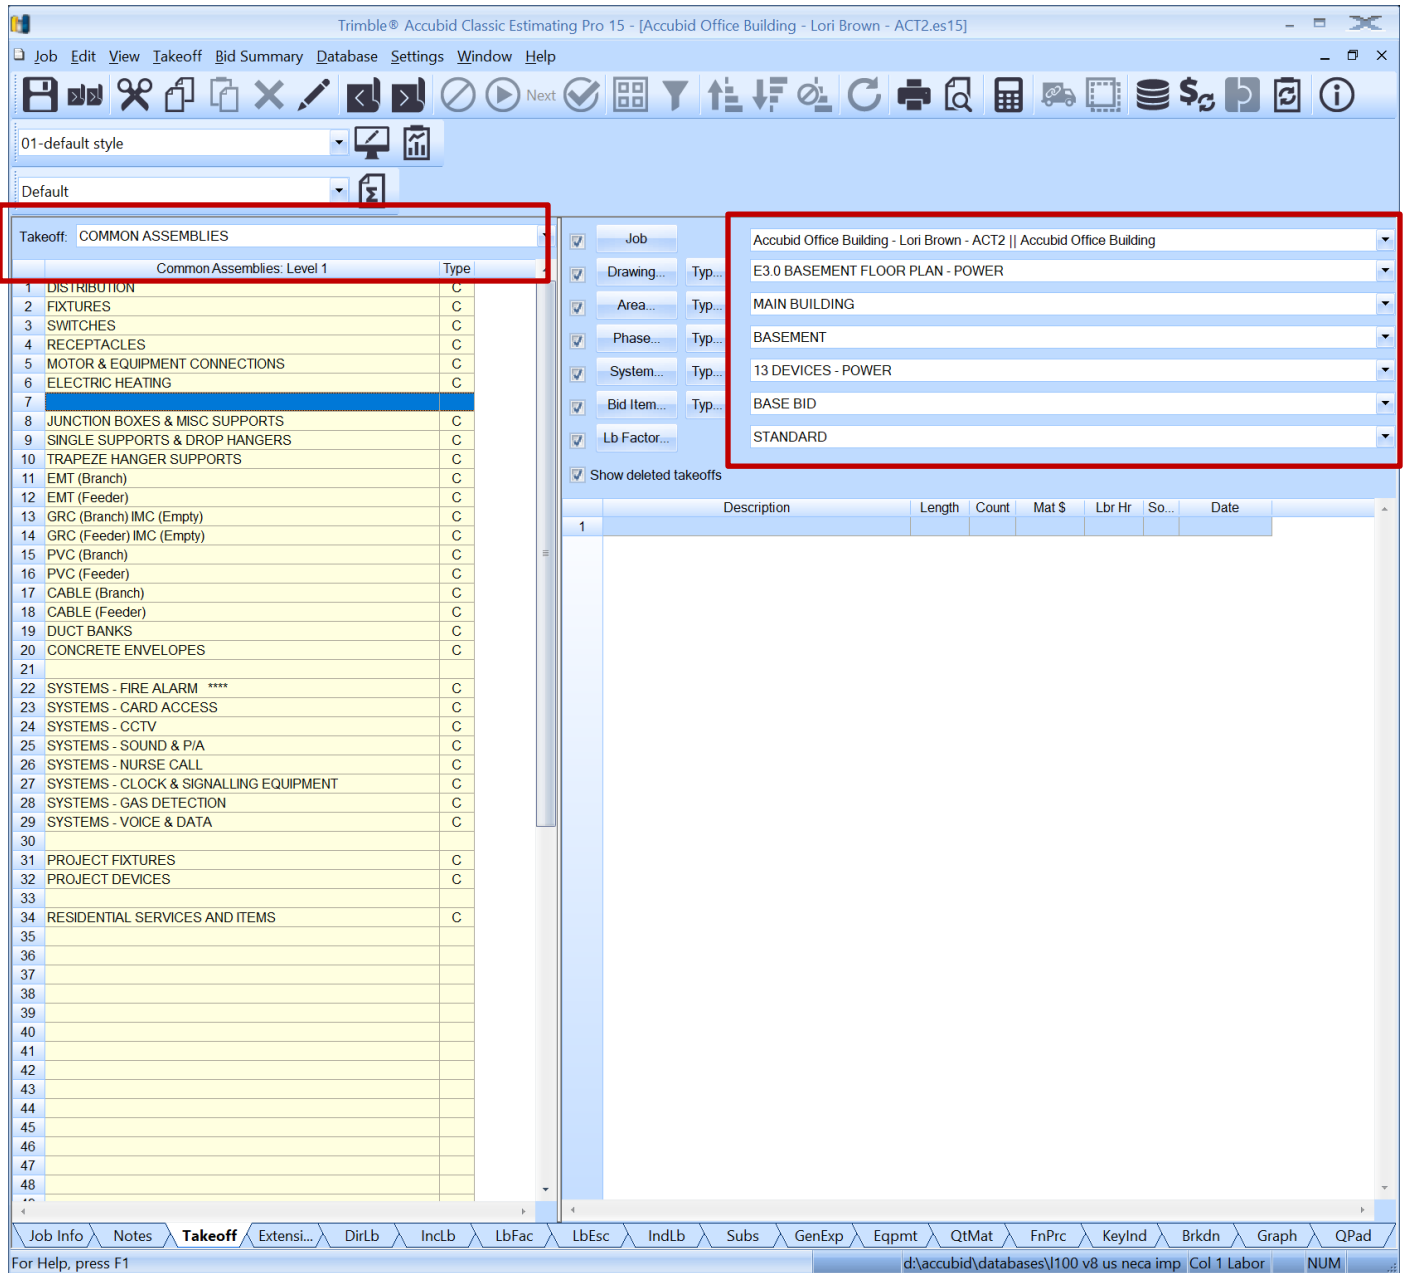 Trimble® Accubid Classic Estimating Pro 15 - [Accubid Office Building - Lori Brown - ACT2.es15]
Job Edit View Takeoff Bid Summary Database Settings Window Help
Next
01-default style
Default
Takeoff: COMMON ASSEMBLIES
Common Assemblies: Level 1 Type
1 DISTRIBUTION C
2 FIXTURES C
3 SWITCHES C
4 RECEPTACLES C
5 MOTOR & EQUIPMENT CONNECTIONS C
6 ELECTRIC HEATING C
7
8 JUNCTION BOXES & MISC SUPPORTS C
9 SINGLE SUPPORTS & DROP HANGERS C
10 TRAPEZE HANGER SUPPORTS C
11 EMT (Branch) C
12 EMT (Feeder) C
13 GRC (Branch) IMC (Empty) C
14 GRC (Feeder) IMC (Empty) C
15 PVC (Branch) C
16 PVC (Feeder) C
17 CABLE (Branch) C
18 CABLE (Feeder) C
19 DUCT BANKS C
20 CONCRETE ENVELOPES C
21
22 SYSTEMS - FIRE ALARM **** C
23 SYSTEMS - CARD ACCESS C
24 SYSTEMS - CCTV C
25 SYSTEMS - SOUND & P/A C
26 SYSTEMS - NURSE CALL C
27 SYSTEMS - CLOCK & SIGNALLING EQUIPMENT C
28 SYSTEMS - GAS DETECTION C
29 SYSTEMS - VOICE & DATA C
30
31 PROJECT FIXTURES C
32 PROJECT DEVICES C
33
34 RESIDENTIAL SERVICES AND ITEMS C
35
36
37
38
39
40
41
42
43
44
45
46
47
48
Job Accubid Office Building - Lori Brown - ACT2 || Accubid Office Building
Drawing... Typ... E3.0 BASEMENT FLOOR PLAN - POWER
Area... Typ... MAIN BUILDING
Phase... Typ... BASEMENT
System... Typ... 13 DEVICES - POWER
Bid Item... Typ... BASE BID
Lb Factor... STANDARD
Show deleted takeoffs
Description Length Count Mat $ Lbr Hr So... Date
1
Job Info Notes Takeoff Extensi... DirLb IncLb LbFac LbEsc IndLb Subs GenExp Eqpmt QtMat FnPrc KeyInd Brkdn Graph QPad
For Help, press F1 d:\accubid\databases\l100 v8 us neca imp Col 1 Labor NUM